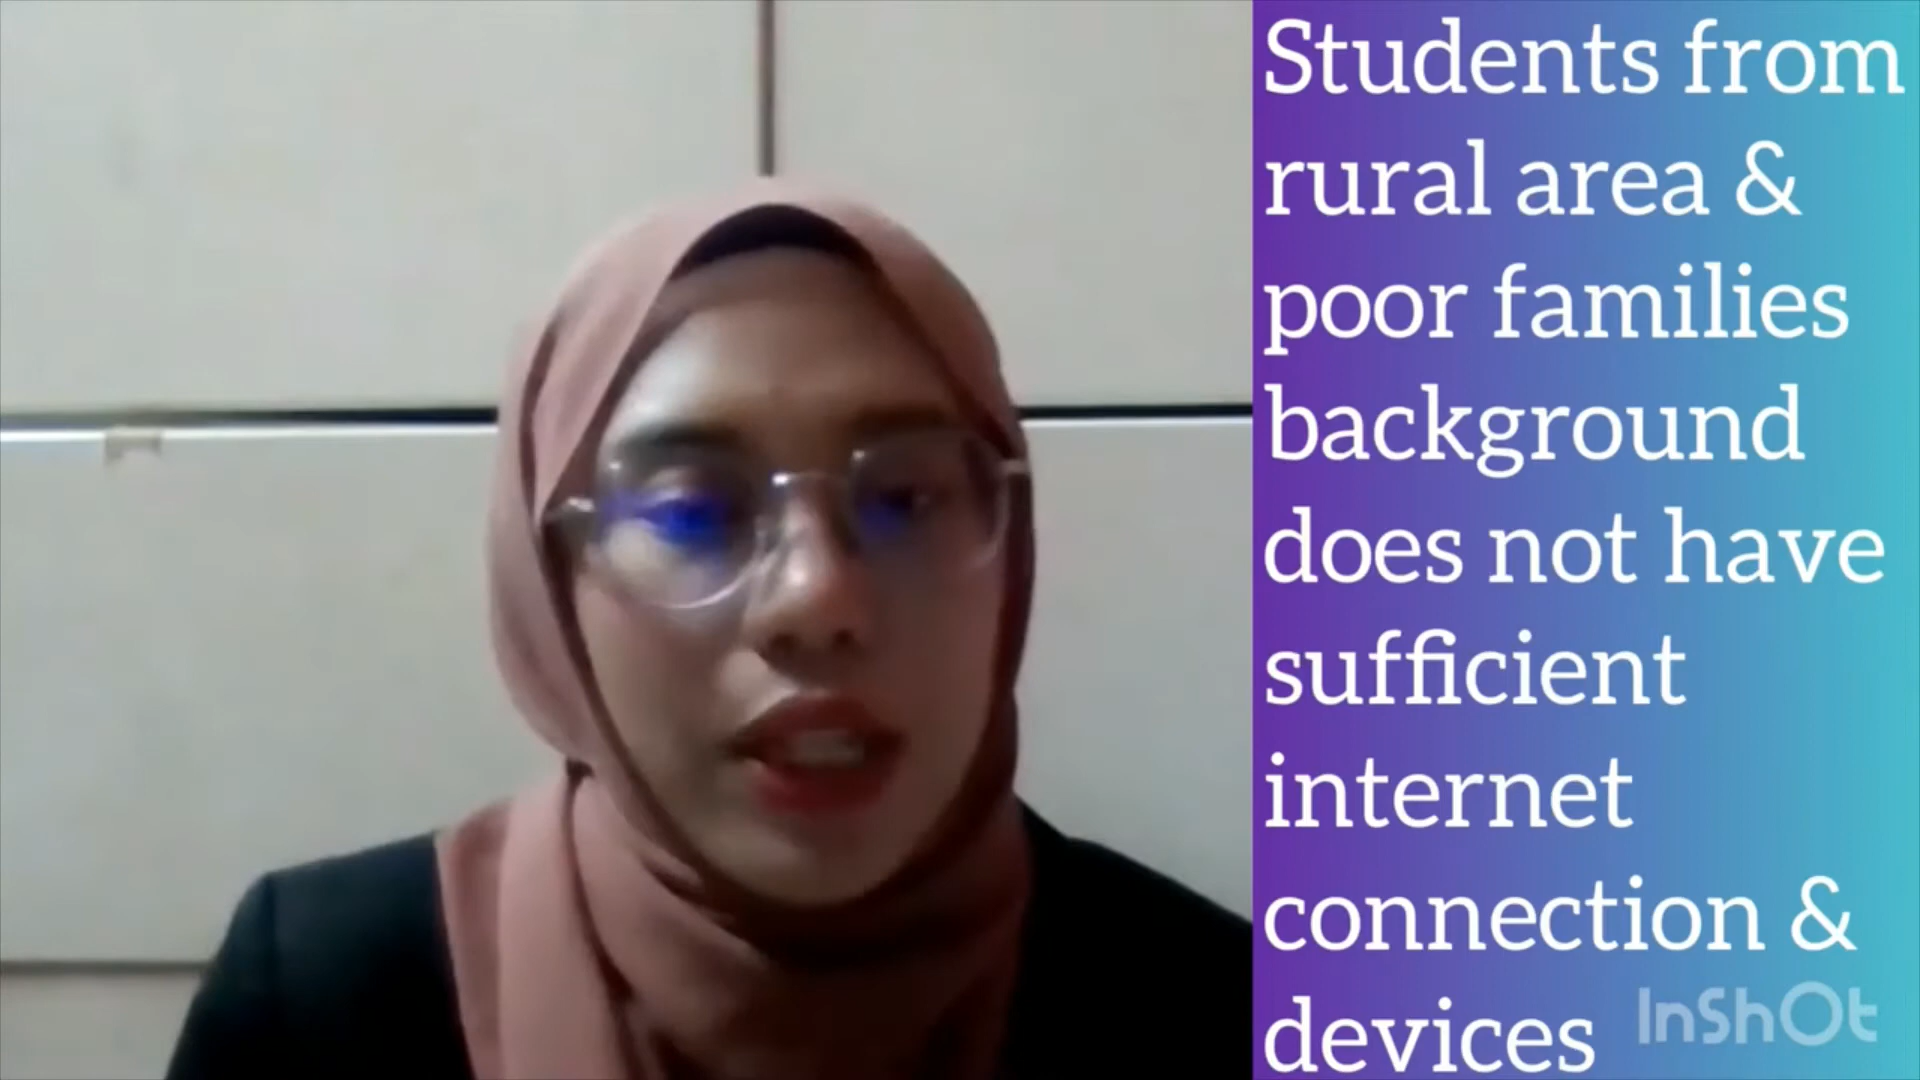 Students from
rural area &
poor families
background
does not have
sufficient
internet
connection &
devices
InShOt